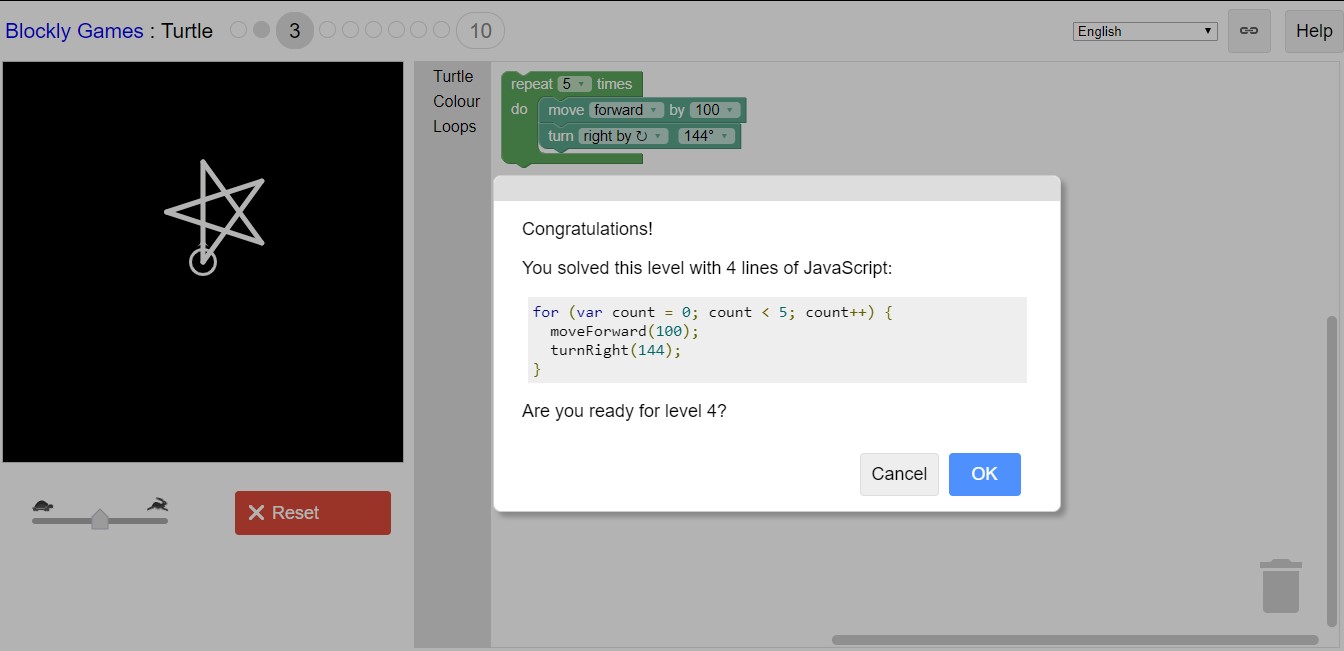 Blockly Games : Turtle 3 10 English Help
Turtle
Colour
Loops
repeat 5 times
do move forward by 100
turn right by ↻ 144°
Congratulations!
You solved this level with 4 lines of JavaScript:
for (var count = 0; count < 5; count++) {
  moveForward(100);
  turnRight(144);
}
Are you ready for level 4?
Cancel OK
Reset